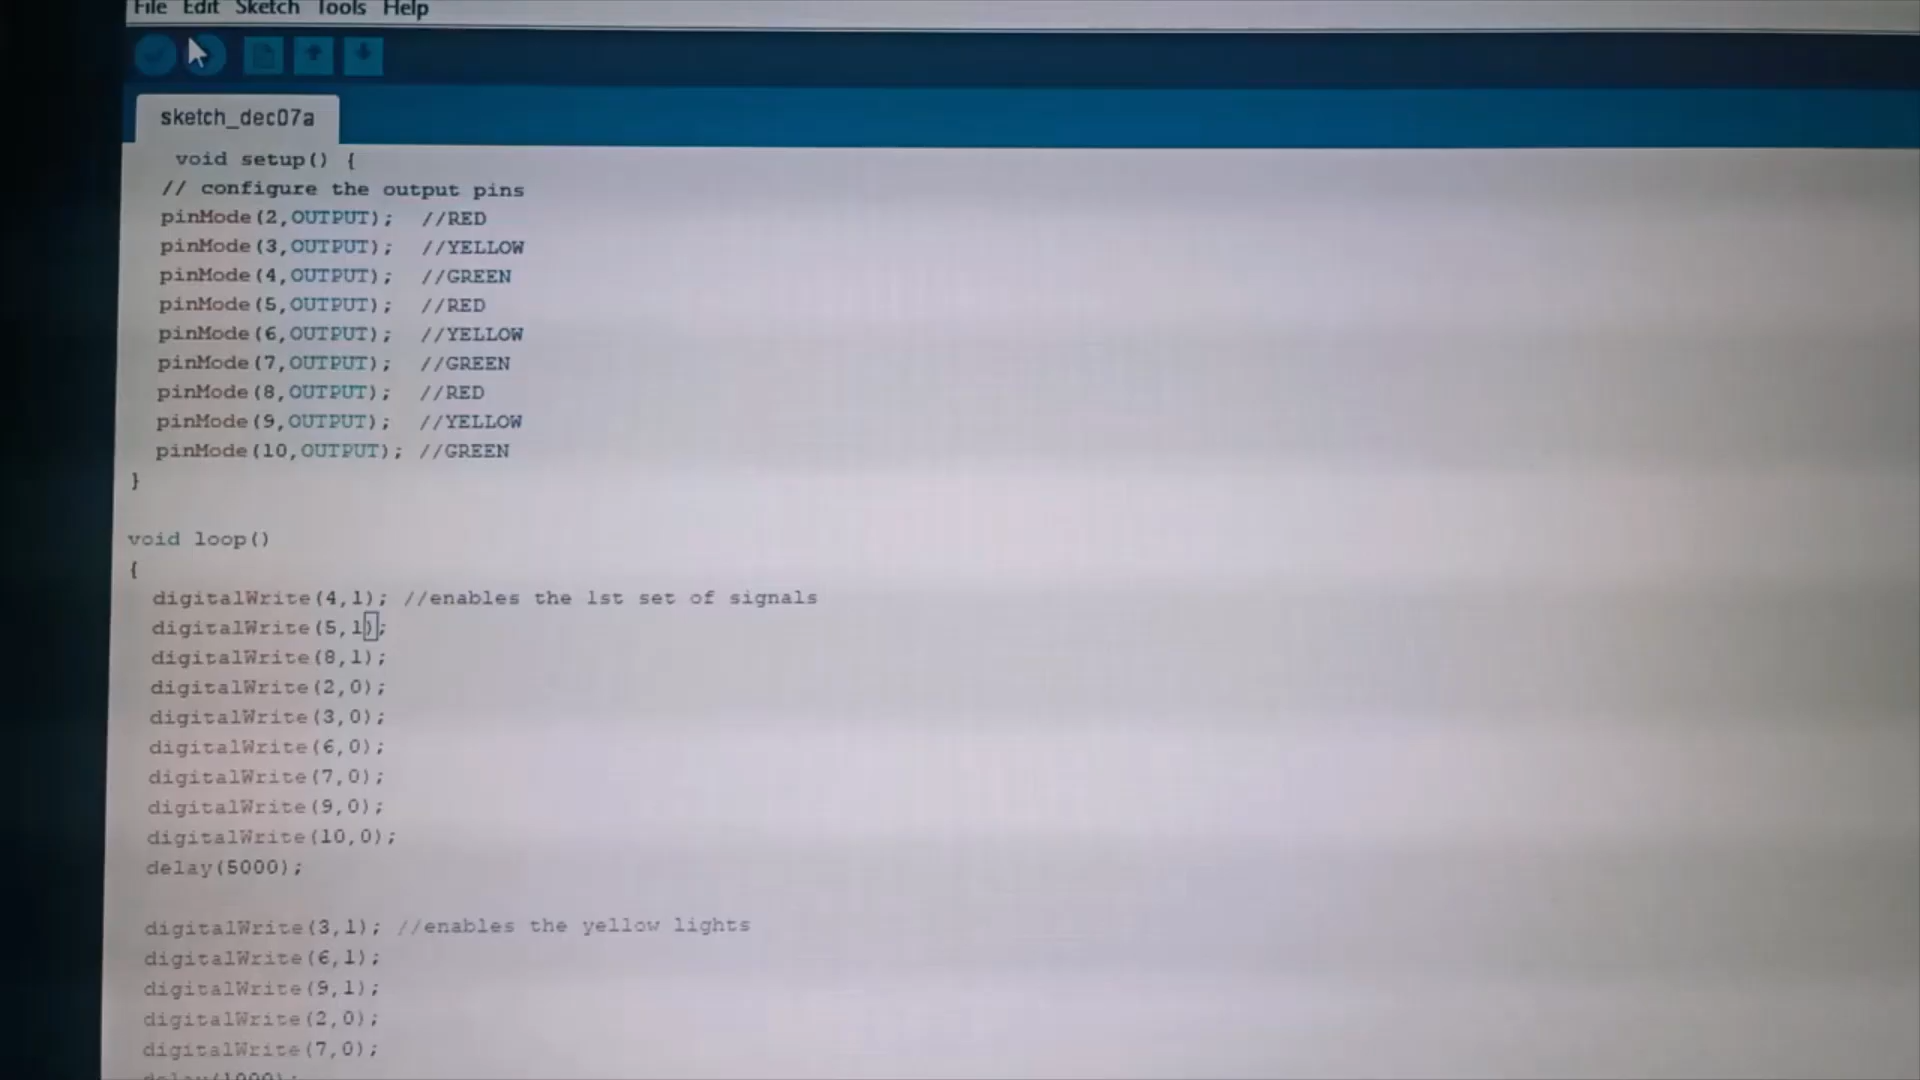 File Edit Sketch Tools Help
sketch_dec07a
void setup() {
// configure the output pins
pinMode(2,OUTPUT); //RED
pinMode(3,OUTPUT); //YELLOW
pinMode(4,OUTPUT); //GREEN
pinMode(5,OUTPUT); //RED
pinMode(6,OUTPUT); //YELLOW
pinMode(7,OUTPUT); //GREEN
pinMode(8,OUTPUT); //RED
pinMode(9,OUTPUT); //YELLOW
pinMode(10,OUTPUT); //GREEN
}
void loop()
{
digitalWrite(4,1); //enables the 1st set of signals
digitalWrite(5,1);
digitalWrite(8,1);
digitalWrite(2,0);
digitalWrite(3,0);
digitalWrite(6,0);
digitalWrite(7,0);
digitalWrite(9,0);
digitalWrite(10,0);
delay(5000);
digitalWrite(3,1); //enables the yellow lights
digitalWrite(6,1);
digitalWrite(9,1);
digitalWrite(2,0);
digitalWrite(7,0);
delay(1000);